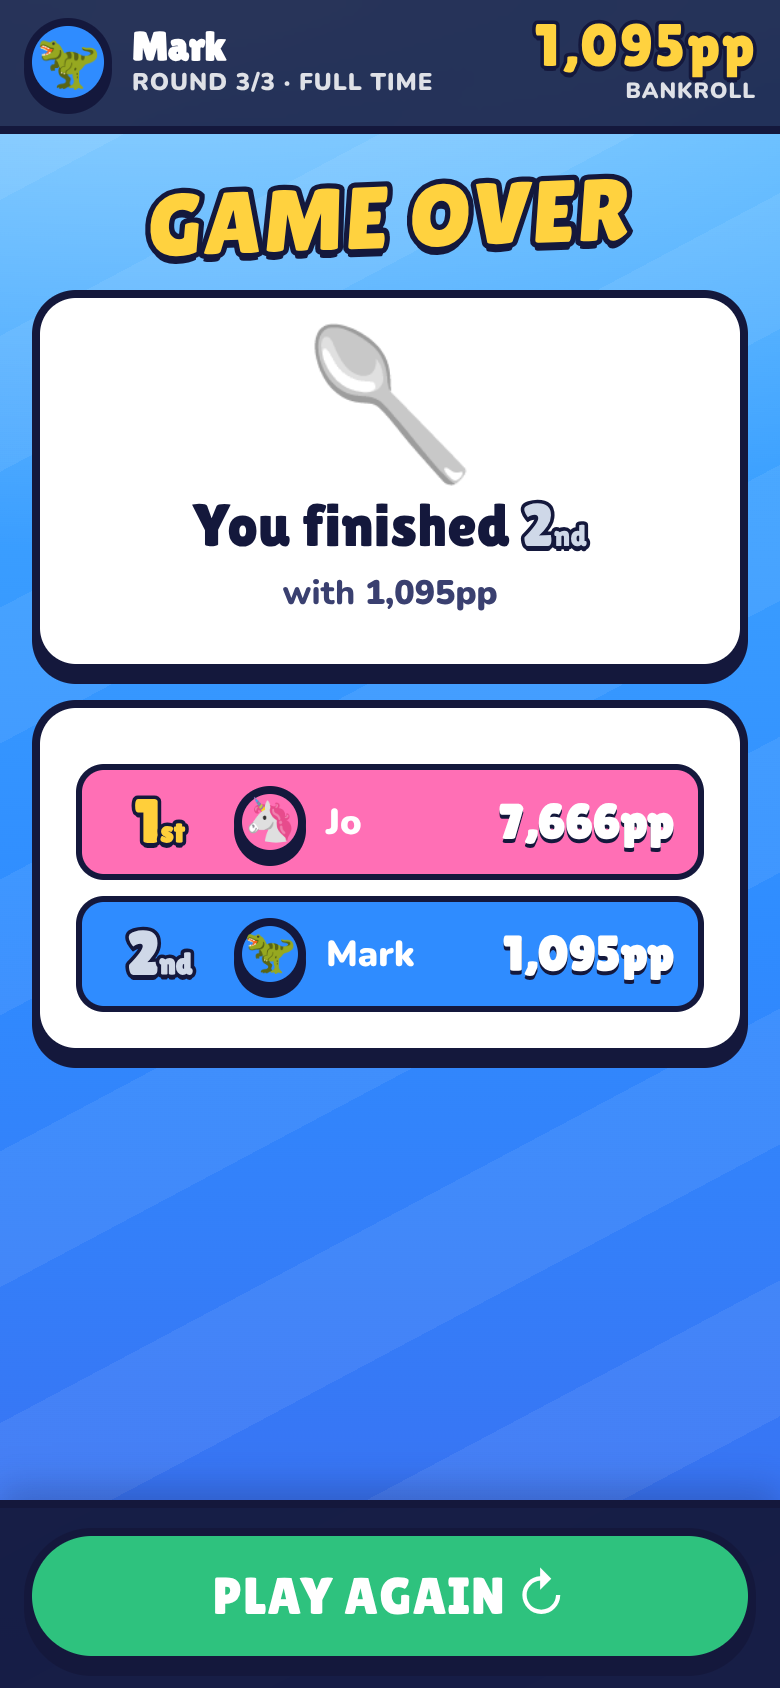 Mark
ROUND 3/3 · FULL TIME
1,095pp
BANKROLL
GAME OVER
You finished 2nd
with 1,095pp
1st Jo 7,666pp
2nd Mark 1,095pp
PLAY AGAIN ↻